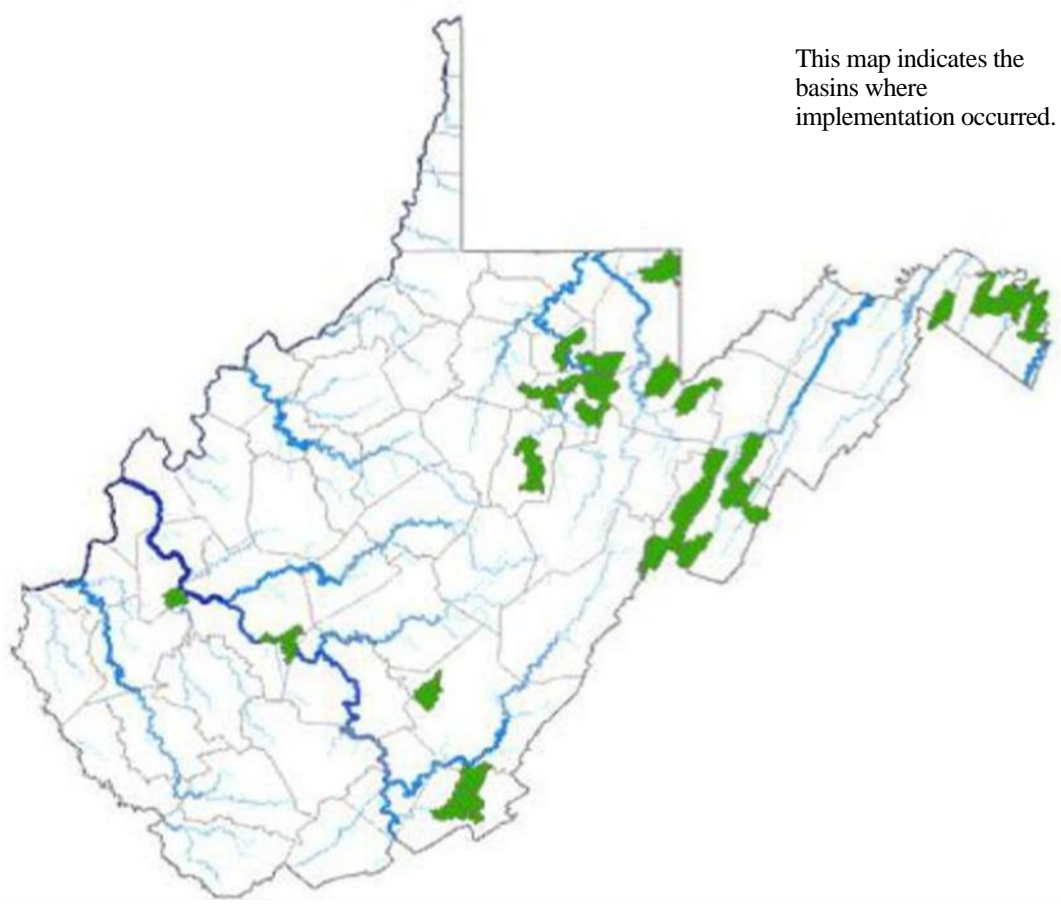 This map indicates the
basins where
implementation occurred.